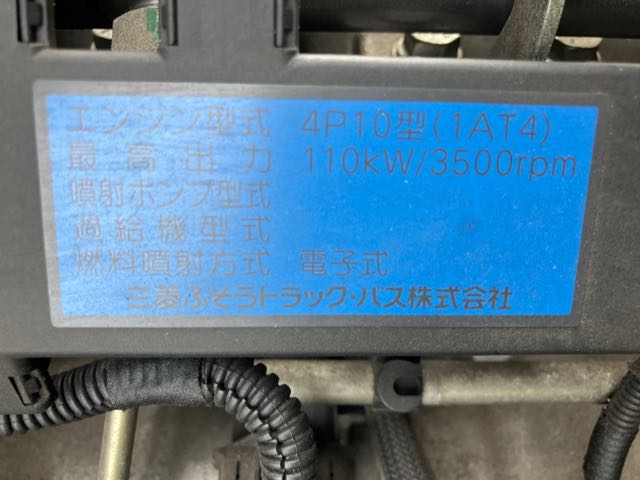 エンジン型式 4P10型(1AT4)
最高出力 110kW/3500rpm
噴射ポンプ型式
過給機型式
燃料噴射方式 電子式
三菱ふそうトラック・バス株式会社